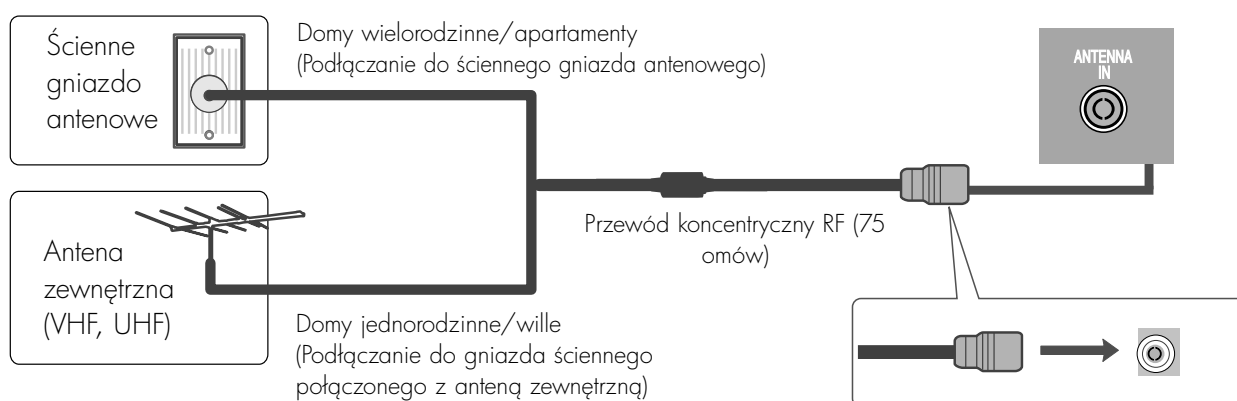 Ścienne
gniazdo
antenowe
Domy wielorodzinne/apartamenty
(Podłączanie do ściennego gniazda antenowego)
ANTENNA
IN
Przewód koncentryczny RF (75
omów)
Antena
zewnętrzna
(VHF, UHF)
Domy jednorodzinne/wille
(Podłączanie do gniazda ściennego
połączonego z anteną zewnętrzną)